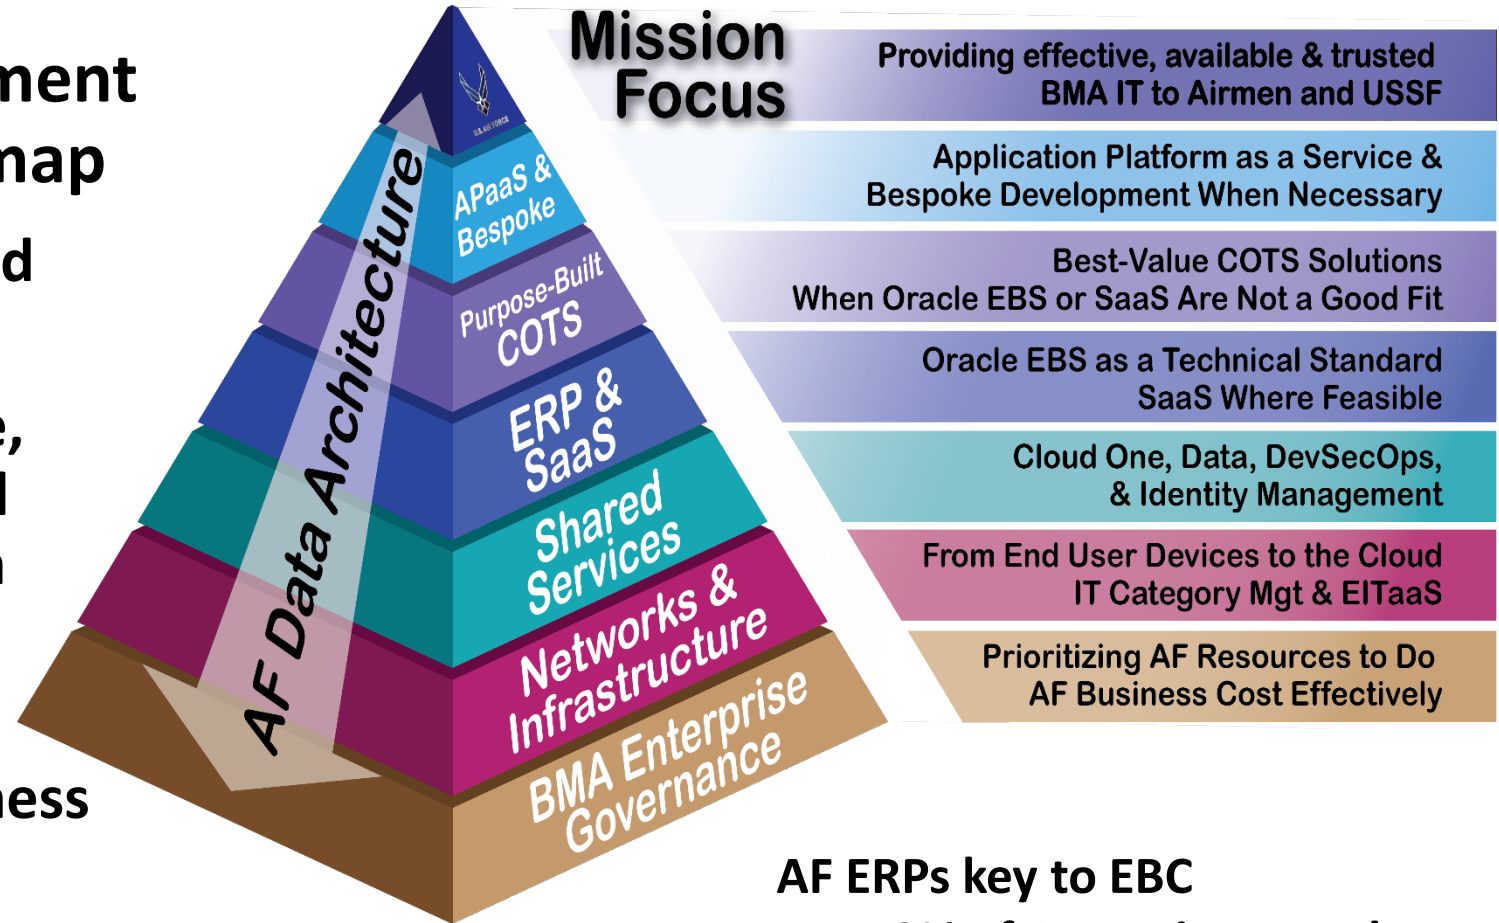 ment
map
d
e,
d
n
ness
Mission
Focus
U.S. AIR FORCE
APaaS &
Bespoke
Purpose-Built
COTS
ERP &
SaaS
Shared
Services
Networks &
Infrastructure
BMA Enterprise
Governance
AF Data Architecture
Providing effective, available & trusted
BMA IT to Airmen and USSF
Application Platform as a Service &
Bespoke Development When Necessary
Best-Value COTS Solutions
When Oracle EBS or SaaS Are Not a Good Fit
Oracle EBS as a Technical Standard
SaaS Where Feasible
Cloud One, Data, DevSecOps,
& Identity Management
From End User Devices to the Cloud
IT Category Mgt & EITaaS
Prioritizing AF Resources to Do
AF Business Cost Effectively
AF ERPs key to EBC